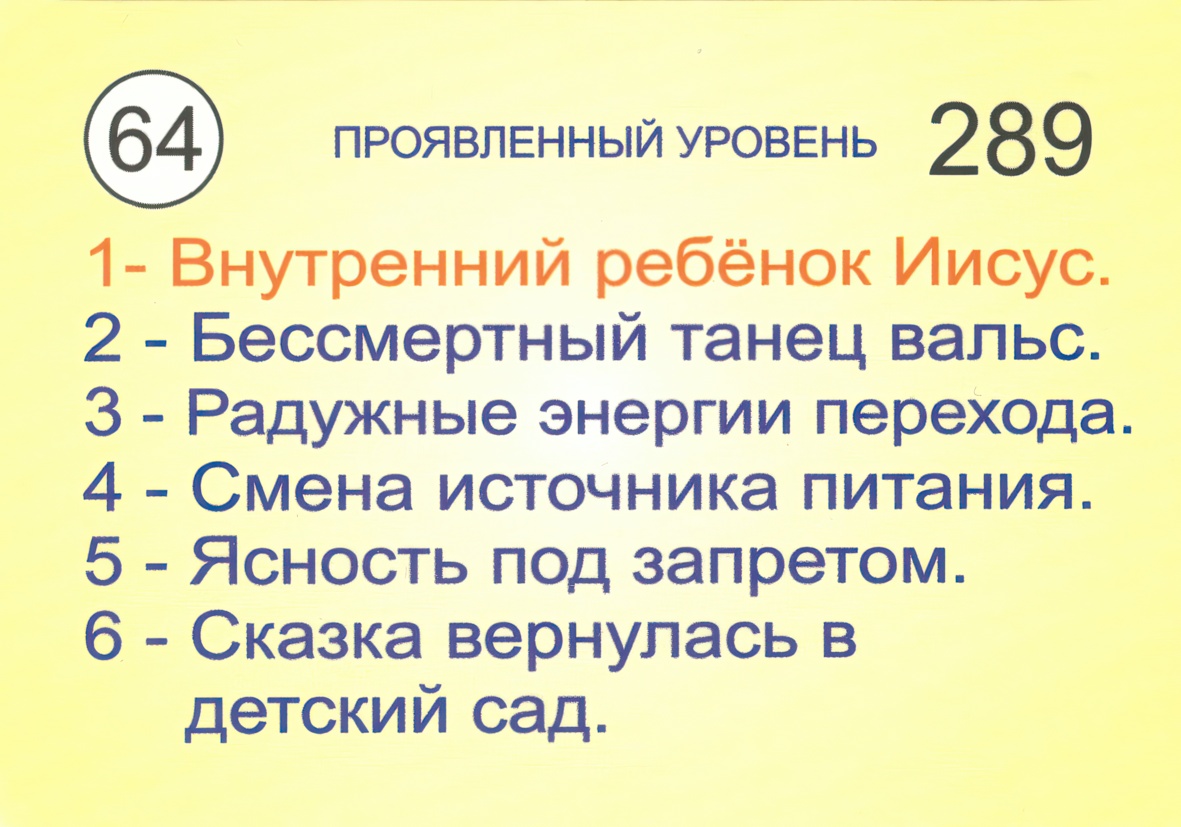 64 ПРОЯВЛЕННЫЙ УРОВЕНЬ 289
1- Внутренний ребёнок Иисус.
2 - Бессмертный танец вальс.
3 - Радужные энергии перехода.
4 - Смена источника питания.
5 - Ясность под запретом.
6 - Сказка вернулась в
детский сад.